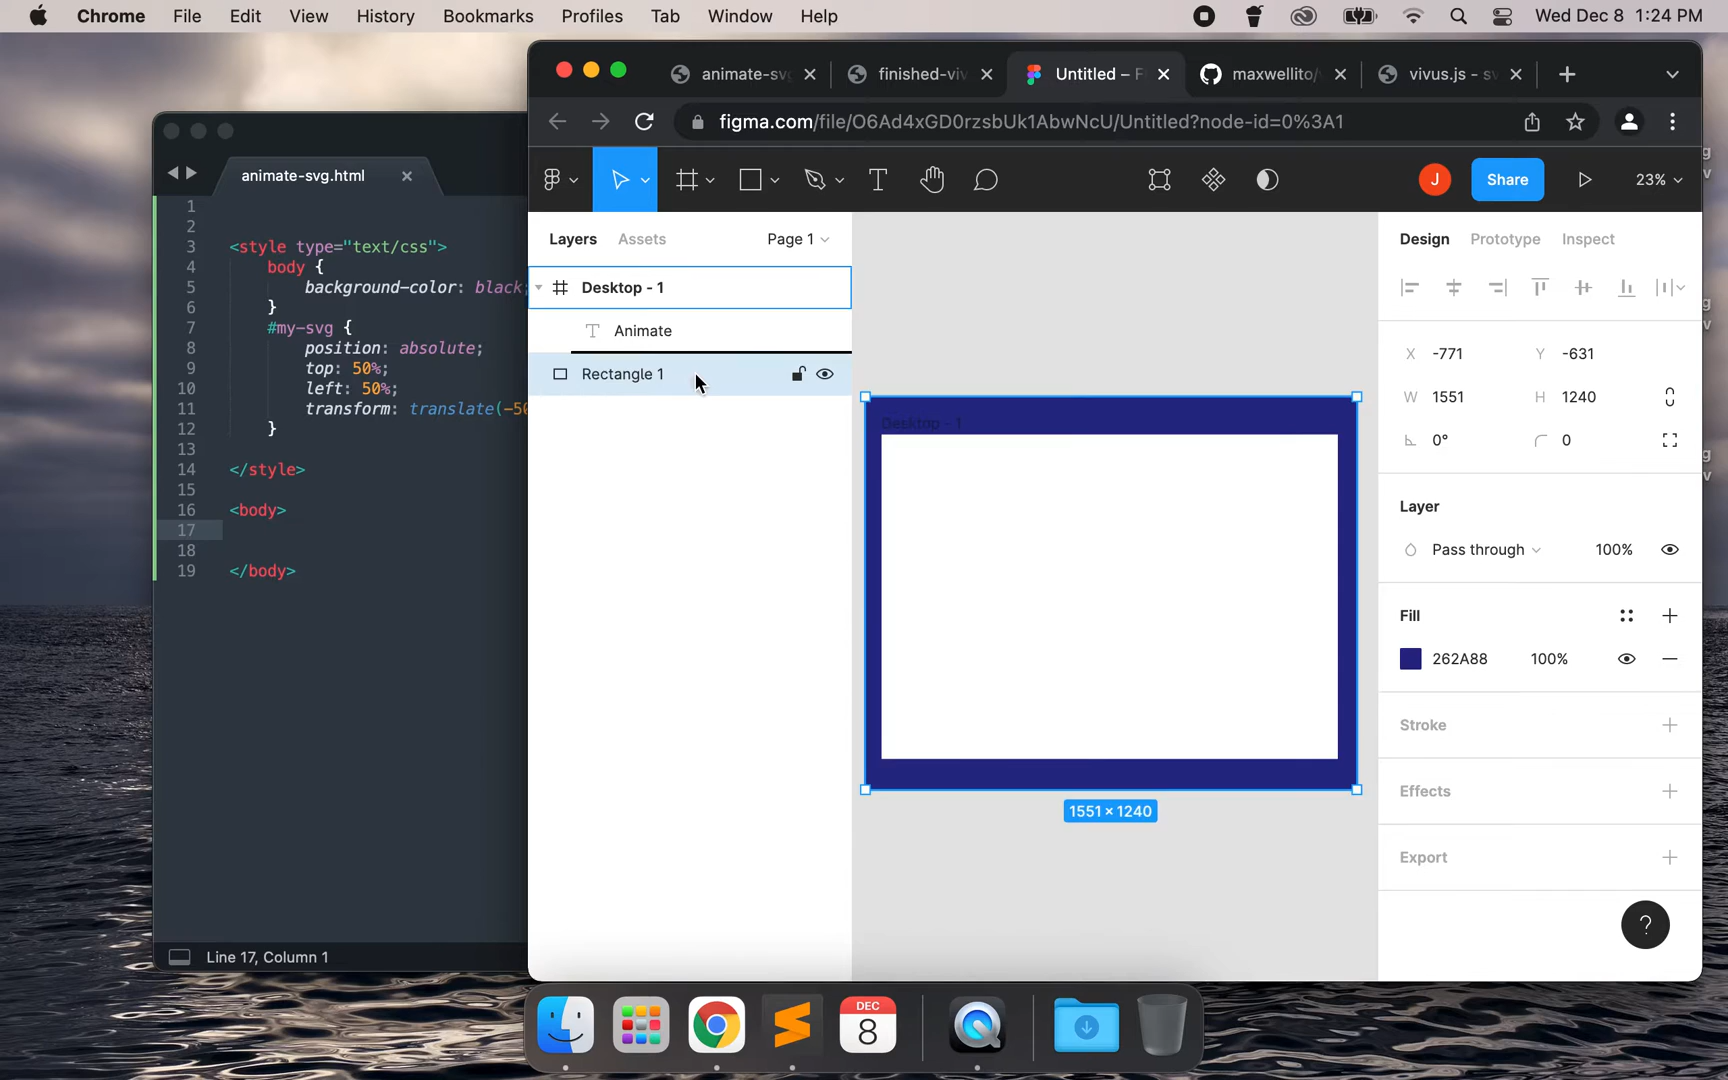 Chrome File Edit View History Bookmarks Profiles Tab Window Help Wed Dec 8 1:24 PM
animate-sv finished-viv Untitled – F maxwellito/ vivus.js - s
figma.com/file/O6Ad4xGD0rzsbUk1AbwNcU/Untitled?node-id=0%3A1
animate-svg.html
J Share 23%
1
2
3 <style type="text/css">
4 body {
5 background-color: black;
6 }
7 #my-svg {
8 position: absolute;
9 top: 50%;
10 left: 50%;
11 transform: translate(-50
12 }
13
14 </style>
15
16 <body>
17
18
19 </body>
Line 17, Column 1
Layers Assets Page 1
Desktop - 1
Animate
Rectangle 1
Desktop - 1
1551 × 1240
Design Prototype Inspect
X -771 Y -631
W 1551 H 1240
0° 0
Layer
Pass through 100%
Fill
262A88 100%
Stroke
Effects
Export
?
DEC
8